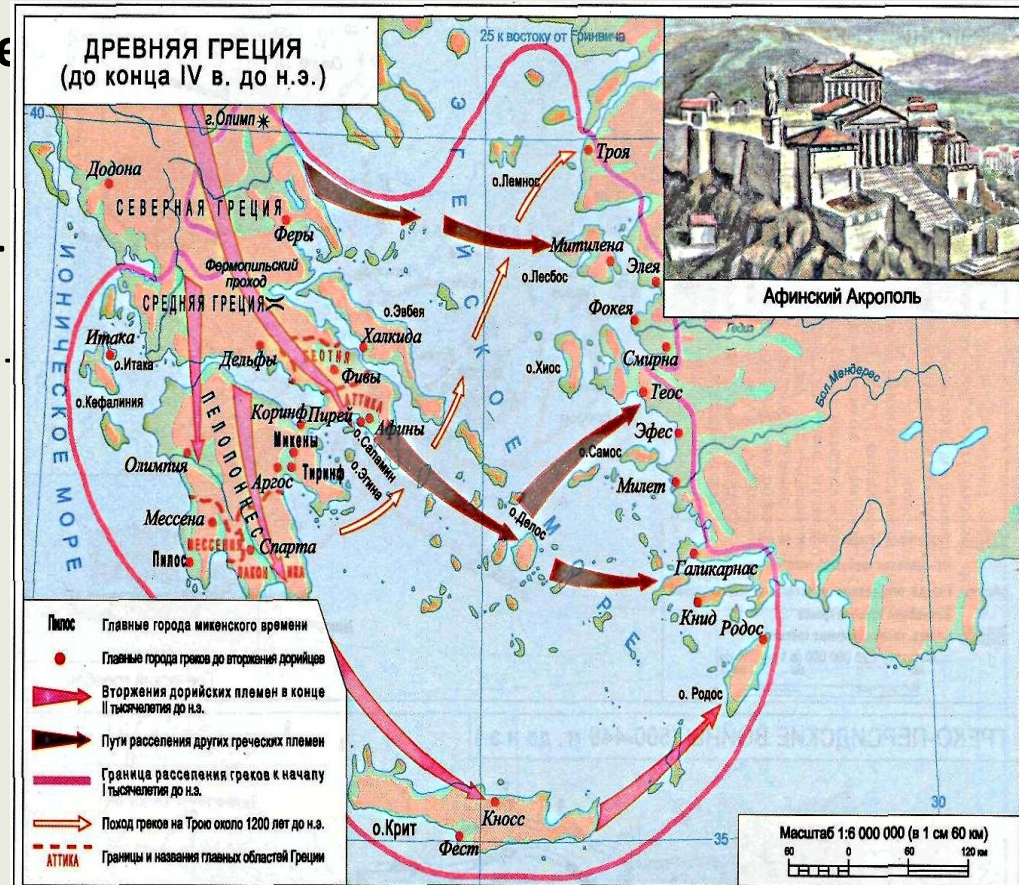 ДРЕВНЯЯ ГРЕЦИЯ
(до конца IV в. до н.э.)
25 к востоку от Гринвича
40
г.Олимп
Троя
о.Лемнос
Додона
СЕВЕРНАЯ ГРЕЦИЯ
Феры
Митилена
Элея
о.Лесбос
Фермопильский
проход
СРЕДНЯЯ ГРЕЦИЯ
Афинский Акрополь
ИОНИЧЕСКОЕ МОРЕ
ЭГЕЙСКОЕ МОРЕ
Фокея
о.Эвбея
Халкида
Итака
о.Итака
Дельфы
БЕОТИЯ
Фивы
АТТИКА
о.Хиос
Смирна
Теос
Бол.Мендерес
о.Кефалиния
ПЕЛОПОННЕС
Коринф
Пирей
Афины
Микены
о.Саламин
о.Эгина
Эфес
о.Самос
Олимпия
Аргос
Тиринф
Милет
о.Делос
Мессена
МЕССЕНИЯ
Спарта
Пилос
ЛАКОНИКА
Галикарнас
Книд
Родос
о. Родос
Пилос Главные города микенского времени
Главные города греков до вторжения дорийцев
Вторжения дорийских племен в конце
II тысячелетия до н.э.
Пути расселения других греческих племен
Граница расселения греков к началу
I тысячелетия до н.э.
Поход греков на Трою около 1200 лет до н.э.
АТТИКА Границы и названия главных областей Греции
Кносс
о.Крит
Фест
35
30
Масштаб 1:6 000 000 (в 1 см 60 км)
60 0 60 120 км